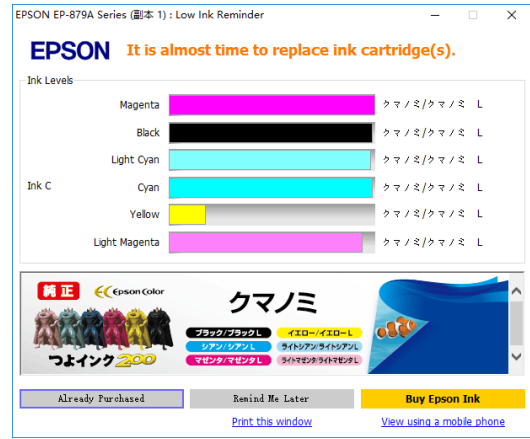 EPSON EP-879A Series (副本 1) : Low Ink Reminder
EPSON It is almost time to replace ink cartridge(s).
Ink Levels
Magenta クマノミ/クマノミ L
Black クマノミ/クマノミ L
Light Cyan クマノミ/クマノミ L
Ink C Cyan クマノミ/クマノミ L
Yellow クマノミ/クマノミ L
Light Magenta クマノミ/クマノミ L
純正 Epson Color
クマノミ
ブラック/ブラックL イエロー/イエローL
シアン/シアンL ライトシアン/ライトシアンL
マゼンタ/マゼンタL ライトマゼンタ/ライトマゼンタL
つよインク200
Already Purchased Remind Me Later Buy Epson Ink
Print this window View using a mobile phone